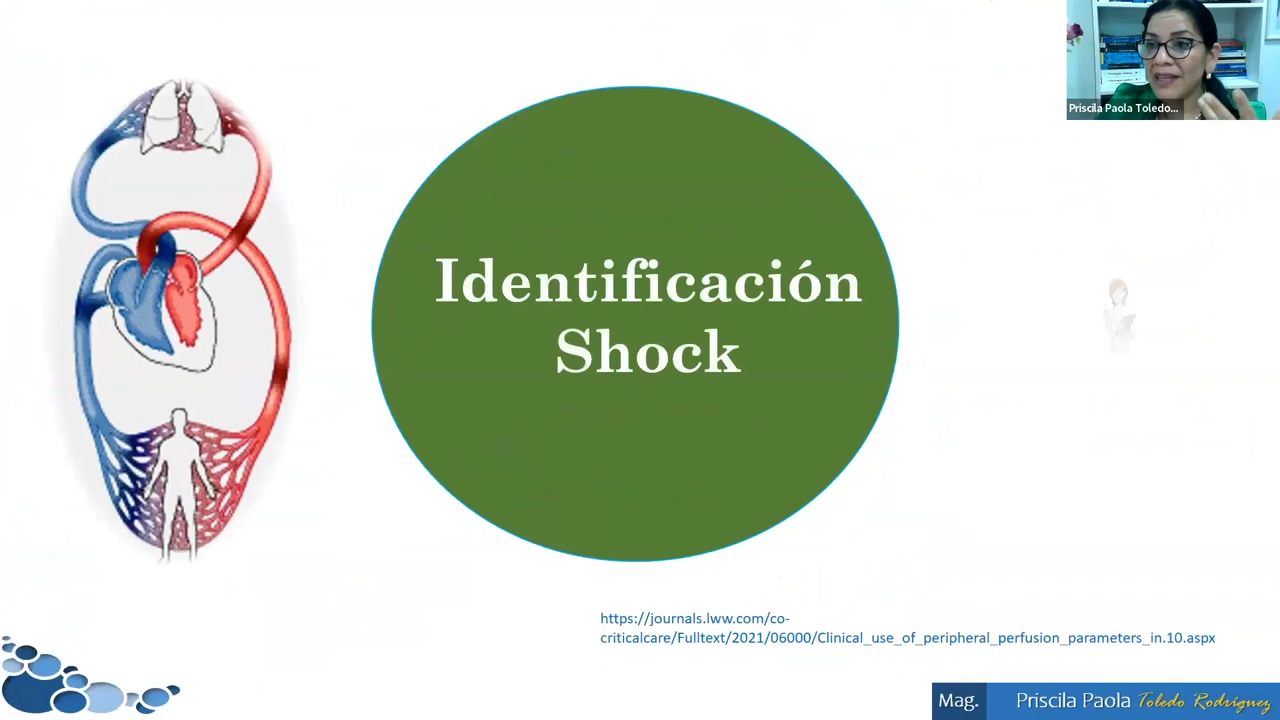 Priscila Paola Toledo...
Identificación
Shock
https://journals.lww.com/co-
criticalcare/Fulltext/2021/06000/Clinical_use_of_peripheral_perfusion_parameters_in.10.aspx
Mag. Priscila Paola Toledo Rodríguez